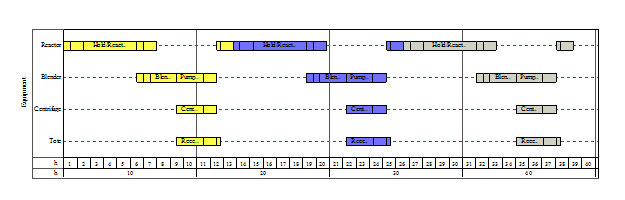 Reactor Hold/React.. Hold/React.. Hold/React..
Blender Blen.. Pump.. Blen.. Pump.. Blen.. Pump..
Equipment
Centrifuge Cent.. Cent.. Cent..
Tote Rece.. Rece.. Rece..
h 1 2 3 4 5 6 7 8 9 10 11 12 13 14 15 16 17 18 19 20 21 22 23 24 25 26 27 28 29 30 31 32 33 34 35 36 37 38 39 40
h 10 20 30 40